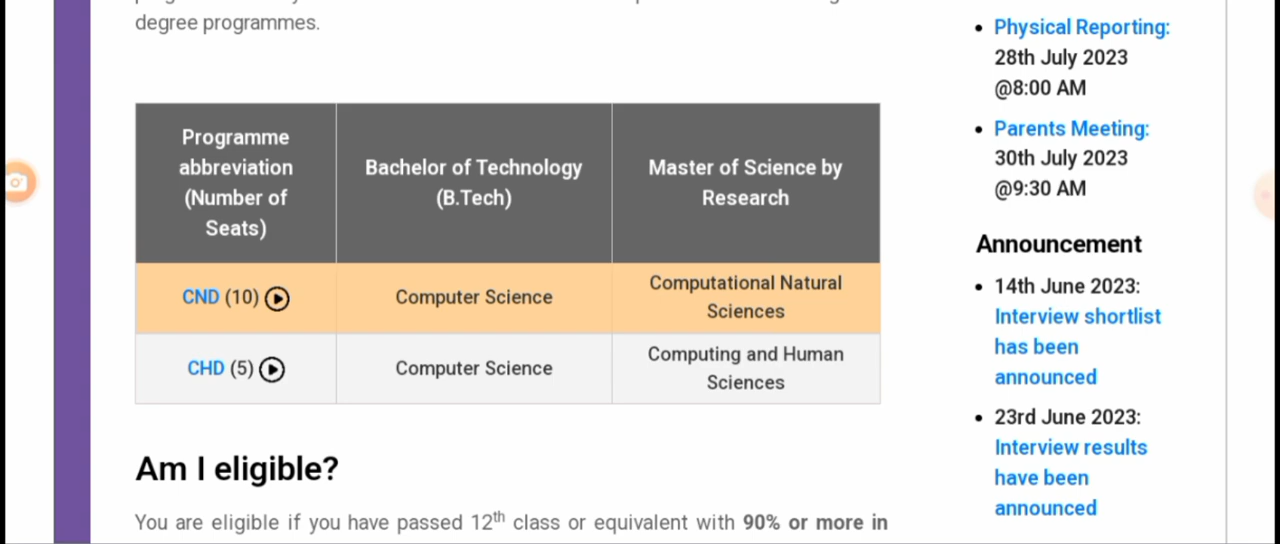 degree programmes.
Programme
abbreviation
(Number of
Seats)
Bachelor of Technology
(B.Tech)
Master of Science by
Research
CND (10)
Computer Science
Computational Natural
Sciences
CHD (5)
Computer Science
Computing and Human
Sciences
Am I eligible?
You are eligible if you have passed 12th class or equivalent with 90% or more in
Physical Reporting:
28th July 2023
@8:00 AM
Parents Meeting:
30th July 2023
@9:30 AM
Announcement
14th June 2023:
Interview shortlist
has been
announced
23rd June 2023:
Interview results
have been
announced